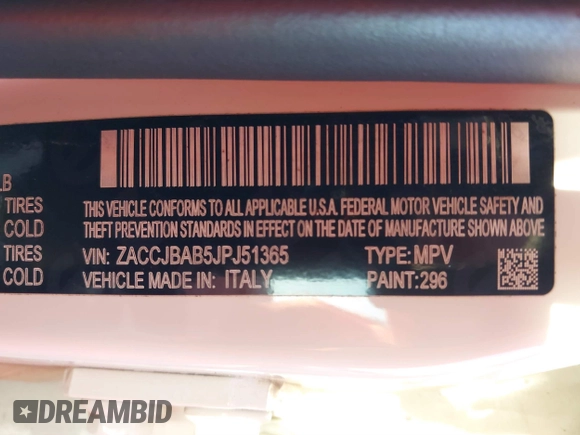 LB
TIRES
COLD
TIRES
COLD
THIS VEHICLE CONFORMS TO ALL APPLICABLE U.S.A. FEDERAL MOTOR VEHICLE SAFETY AND
THEFT PREVENTION STANDARDS IN EFFECT ON THE DATE OF MANUFACTURE SHOWN ABOVE
VIN: ZACCJBAB5JPJ51365 TYPE: MPV
VEHICLE MADE IN: ITALY PAINT: 296
DREAMBID